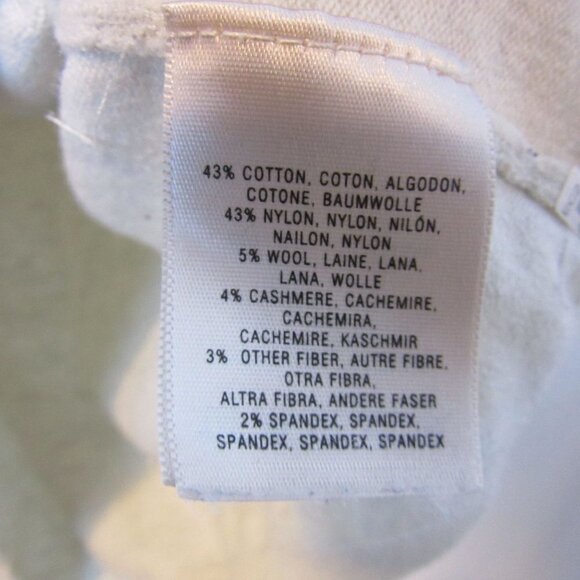 43% COTTON, COTON, ALGODON,
COTONE, BAUMWOLLE
43% NYLON, NYLON, NILÓN,
NAILON, NYLON
5% WOOL, LAINE, LANA,
LANA, WOLLE
4% CASHMERE, CACHEMIRE,
CACHEMIRA,
CACHEMIRE, KASCHMIR
3% OTHER FIBER, AUTRE FIBRE,
OTRA FIBRA,
ALTRA FIBRA, ANDERE FASER
2% SPANDEX, SPANDEX,
SPANDEX, SPANDEX, SPANDEX